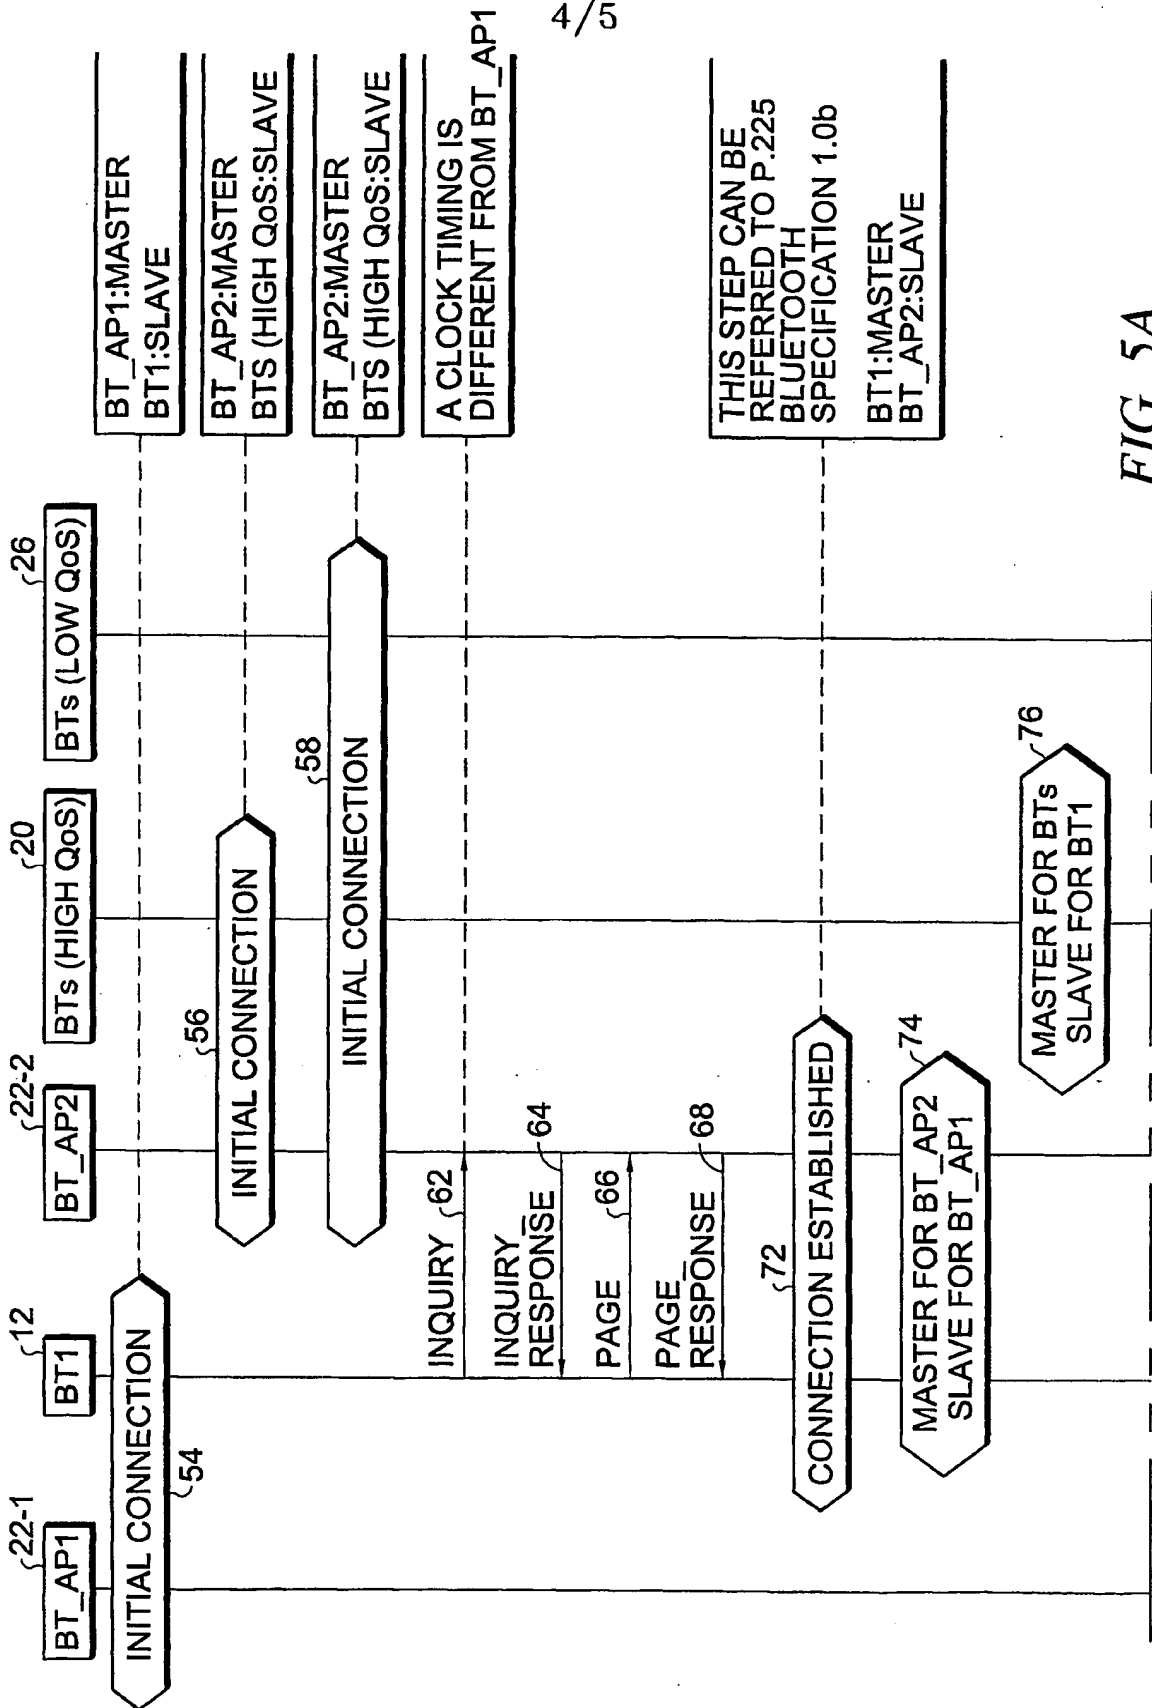 4/5
22-1
BT_AP1
12
BT1
22-2
BT_AP2
20
BTs (HIGH QoS)
26
BTs (LOW QoS)
INITIAL CONNECTION
54
BT_AP1:MASTER
BT1:SLAVE
56
INITIAL CONNECTION
BT_AP2:MASTER
BTS (HIGH QoS:SLAVE
58
INITIAL CONNECTION
BT_AP2:MASTER
BTS (HIGH QoS:SLAVE
INQUIRY
62
A CLOCK TIMING IS
DIFFERENT FROM BT_AP1
INQUIRY_
RESPONSE
64
PAGE
66
PAGE_
RESPONSE
68
72
CONNECTION ESTABLISHED
THIS STEP CAN BE
REFERRED TO P.225
BLUETOOTH
SPECIFICATION 1.0b
BT1:MASTER
BT_AP2:SLAVE
74
MASTER FOR BT_AP2
SLAVE FOR BT_AP1
76
MASTER FOR BTs
SLAVE FOR BT1
FIG. 5A